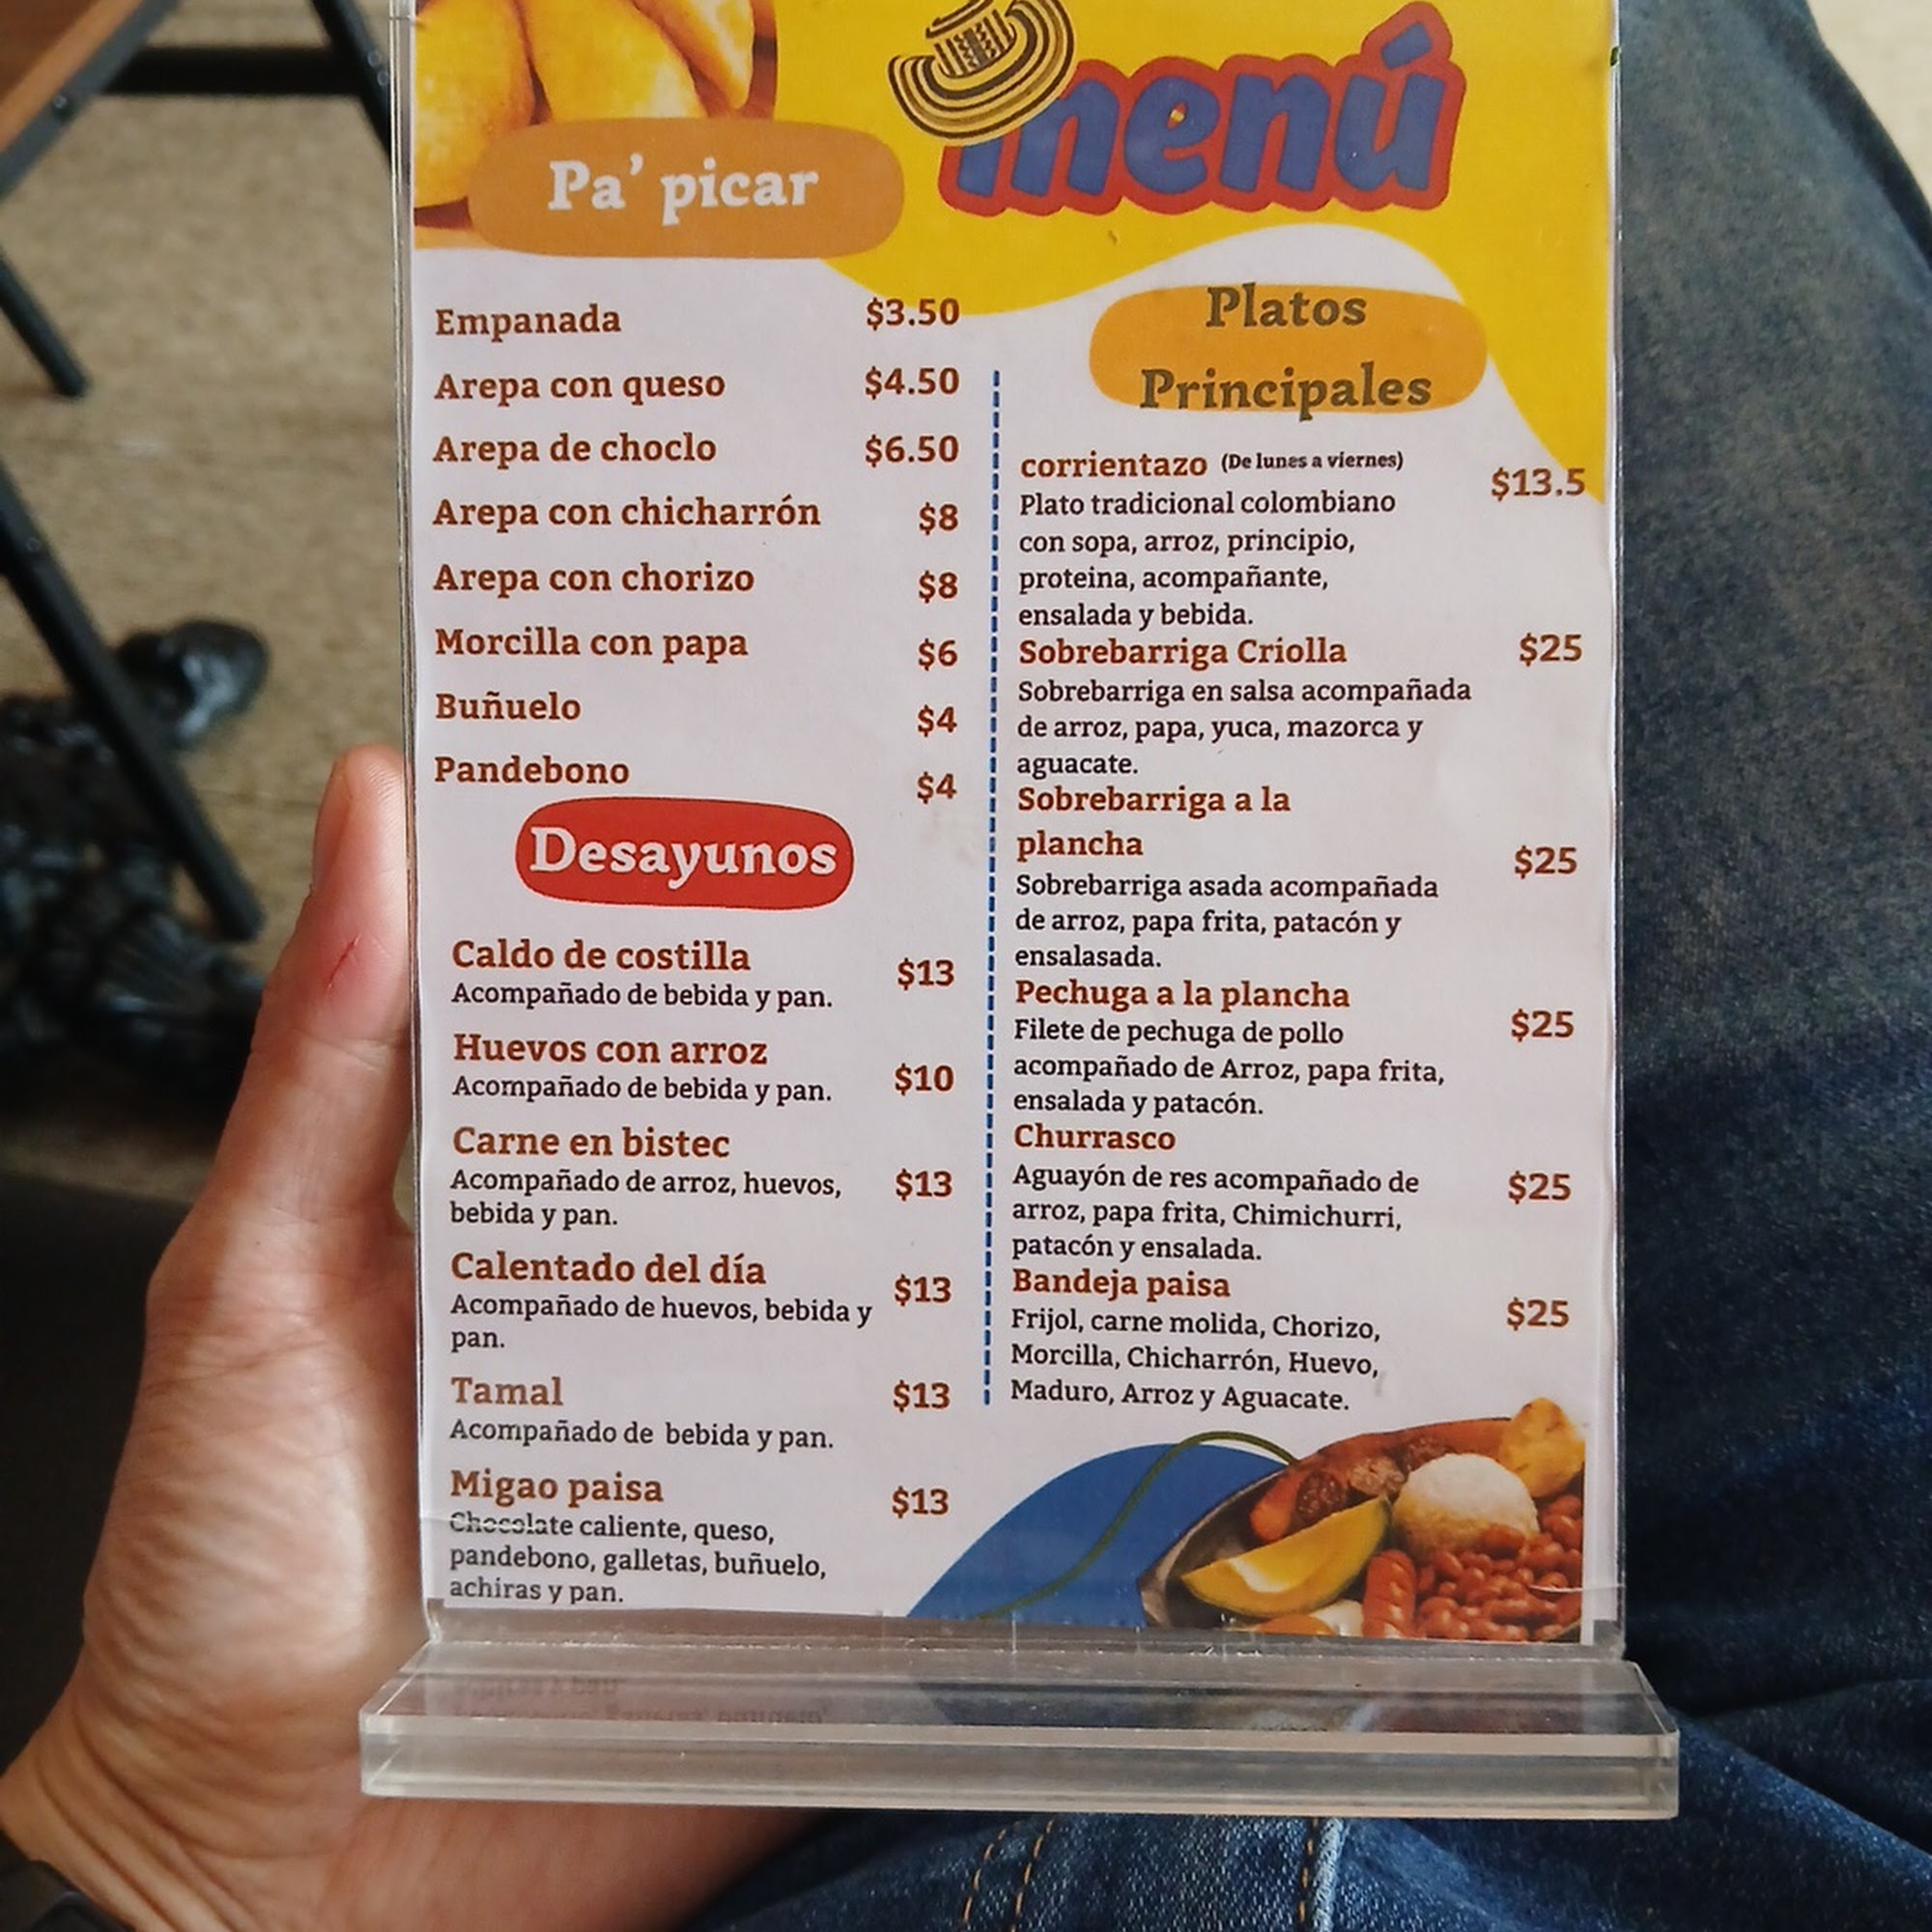 menú
Pa' picar
Empanada $3.50
Arepa con queso $4.50
Arepa de choclo $6.50
Arepa con chicharrón $8
Arepa con chorizo $8
Morcilla con papa $6
Buñuelo $4
Pandebono $4
Desayunos
Caldo de costilla $13
Acompañado de bebida y pan.
Huevos con arroz
Acompañado de bebida y pan. $10
Carne en bistec
Acompañado de arroz, huevos, $13
bebida y pan.
Calentado del día $13
Acompañado de huevos, bebida y
pan.
Tamal $13
Acompañado de bebida y pan.
Migao paisa $13
Chocolate caliente, queso,
pandebono, galletas, buñuelo,
achiras y pan.
Platos
Principales
corrientazo (De lunes a viernes) $13.5
Plato tradicional colombiano
con sopa, arroz, principio,
proteina, acompañante,
ensalada y bebida.
Sobrebarriga Criolla $25
Sobrebarriga en salsa acompañada
de arroz, papa, yuca, mazorca y
aguacate.
Sobrebarriga a la
plancha $25
Sobrebarriga asada acompañada
de arroz, papa frita, patacón y
ensalasada.
Pechuga a la plancha
Filete de pechuga de pollo $25
acompañado de Arroz, papa frita,
ensalada y patacón.
Churrasco
Aguayón de res acompañado de $25
arroz, papa frita, Chimichurri,
patacón y ensalada.
Bandeja paisa
Frijol, carne molida, Chorizo, $25
Morcilla, Chicharrón, Huevo,
Maduro, Arroz y Aguacate.